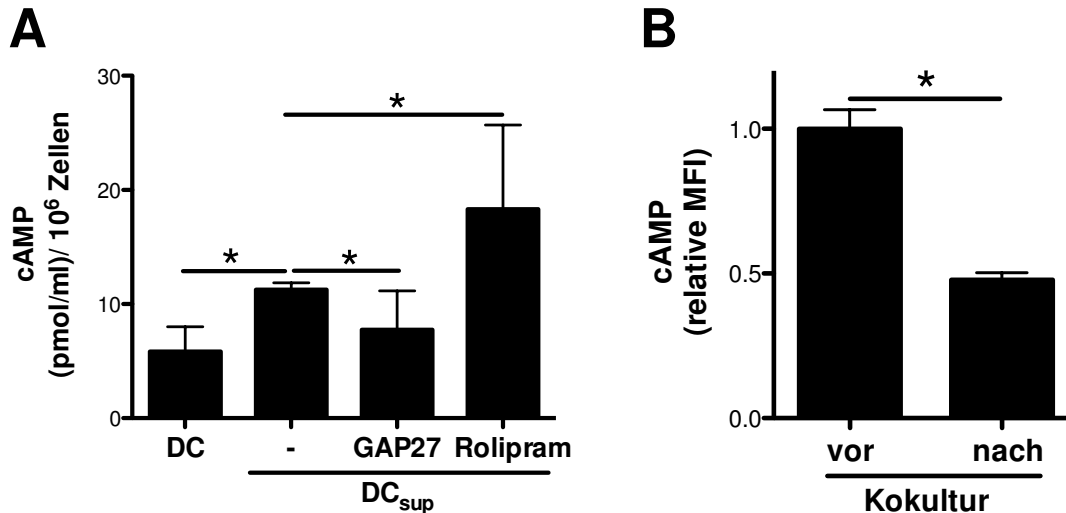 A
cAMP
(pmol/ml)/ 10⁶ Zellen
30
20
10
0
*
*
*
DC
-
GAP27
Rolipram
DCsup
B
cAMP
(relative MFI)
1.0
0.5
0.0
*
vor
nach
Kokultur